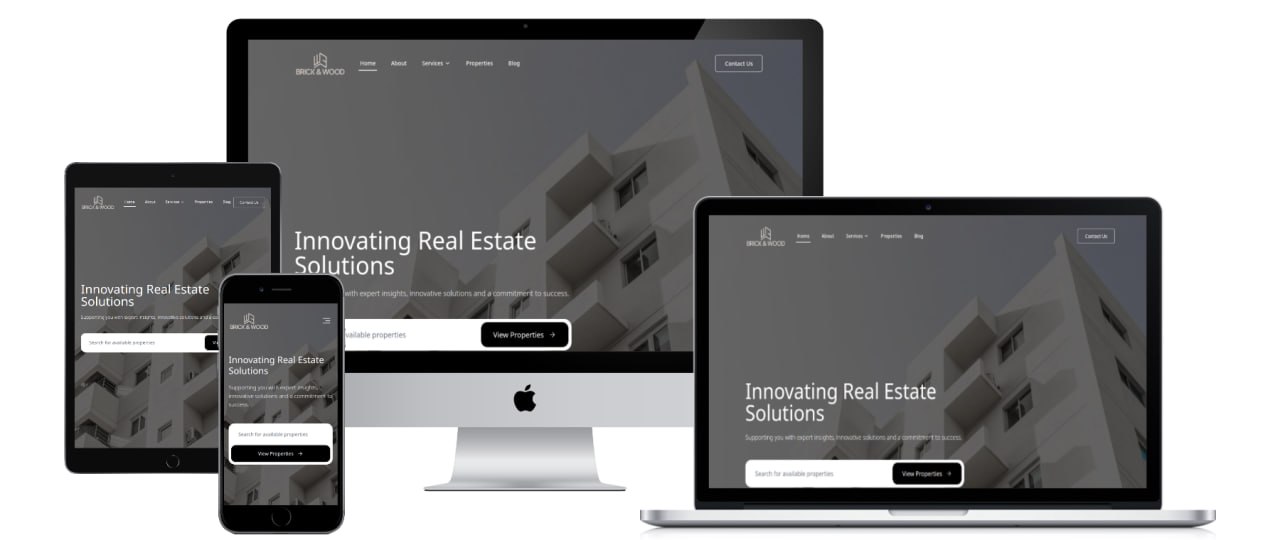 BRICK & WOOD
Home About Services Properties Blog
Contact Us
Innovating Real Estate
Solutions
with expert insights, innovative solutions and a commitment to success.
available properties
View Properties →
BRICK & WOOD
Home About Services Properties Blog
Contact Us
Innovating Real Estate
Solutions
Supporting you with expert insights, innovative solutions and a
Search for available properties
BRICK & WOOD
Innovating Real Estate
Solutions
Supporting you with expert insights,
innovative solutions and a commitment to
success.
Search for available properties
View Properties →
BRICK & WOOD
Home About Services Properties Blog
Contact Us
Innovating Real Estate
Solutions
Supporting you with expert insights, innovative solutions and a commitment to success.
Search for available properties
View Properties →